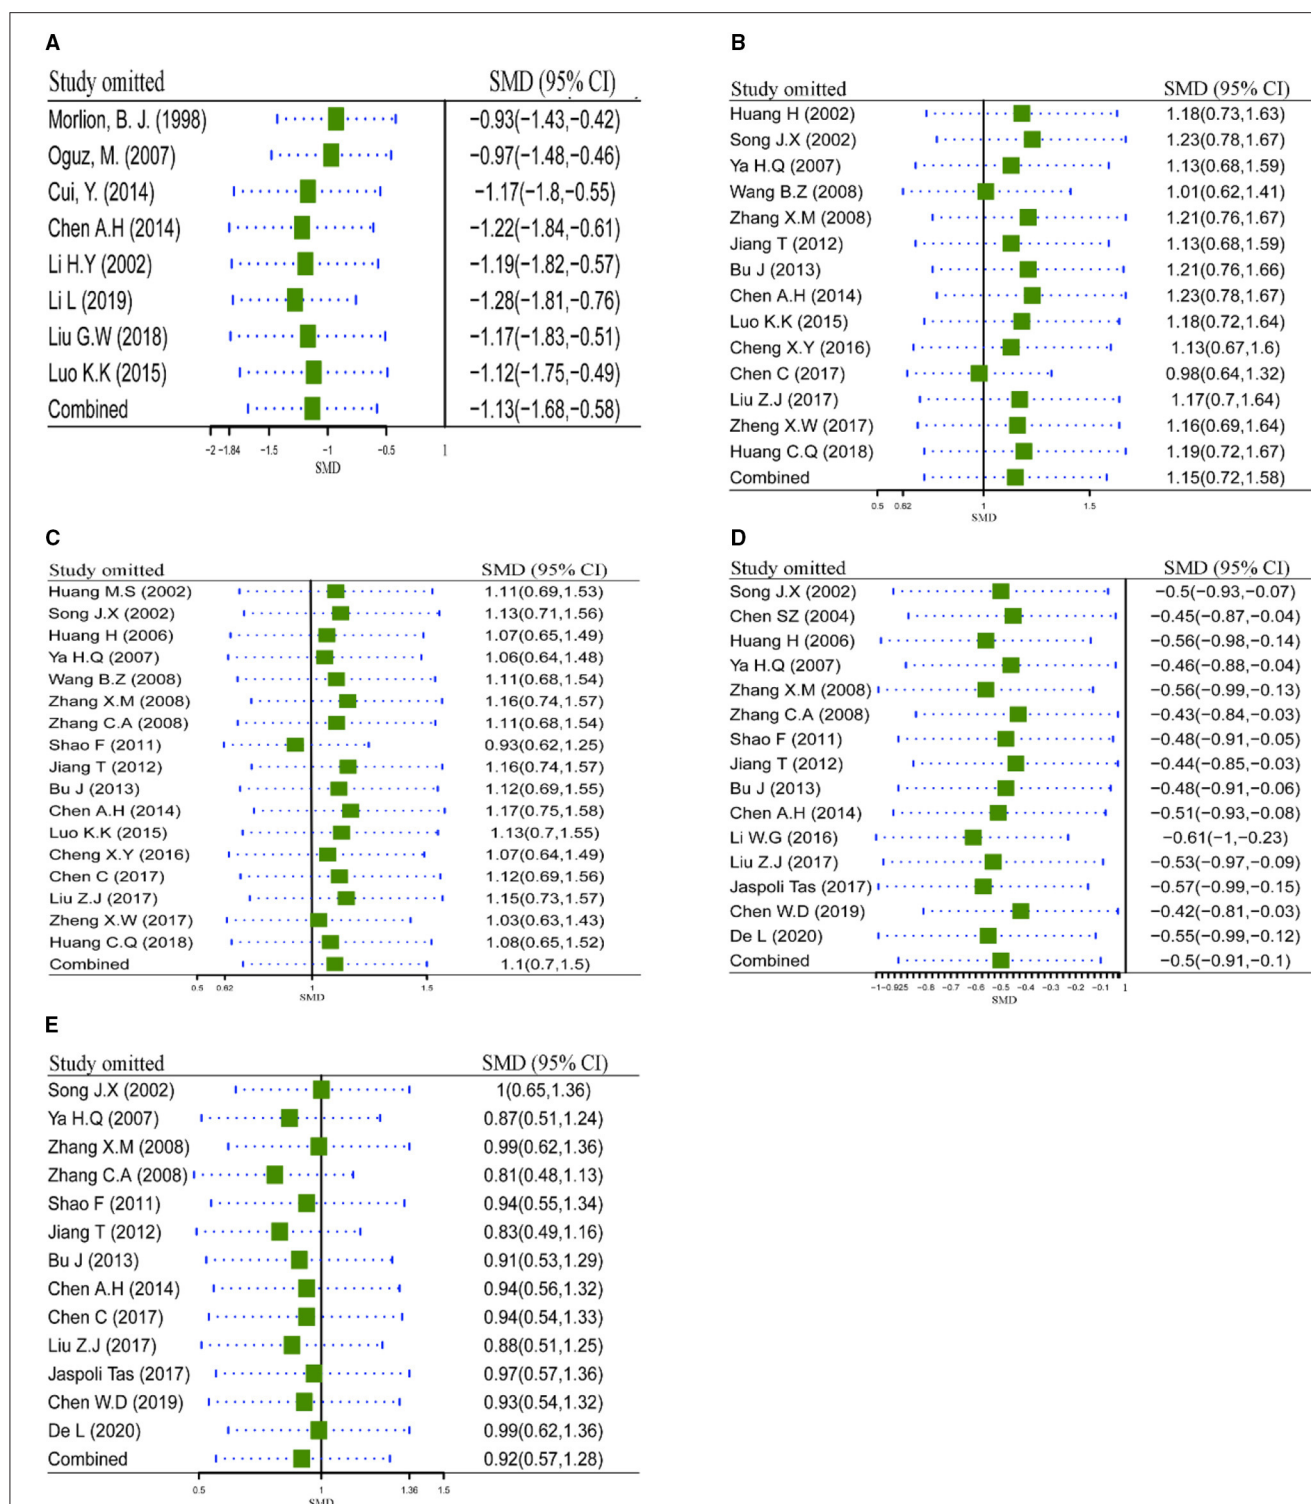 A
Study omitted SMD (95% CI)
Morlion, B. J. (1998) −0.93(−1.43,−0.42)
Oguz, M. (2007) −0.97(−1.48,−0.46)
Cui, Y. (2014) −1.17(−1.8,−0.55)
Chen A.H (2014) −1.22(−1.84,−0.61)
Li H.Y (2002) −1.19(−1.82,−0.57)
Li L (2019) −1.28(−1.81,−0.76)
Liu G.W (2018) −1.17(−1.83,−0.51)
Luo K.K (2015) −1.12(−1.75,−0.49)
Combined −1.13(−1.68,−0.58)
−2 −1.84 −1.5 −1 −0.5 1
SMD
B
Study omitted SMD (95% CI)
Huang H (2002) 1.18(0.73,1.63)
Song J.X (2002) 1.23(0.78,1.67)
Ya H.Q (2007) 1.13(0.68,1.59)
Wang B.Z (2008) 1.01(0.62,1.41)
Zhang X.M (2008) 1.21(0.76,1.67)
Jiang T (2012) 1.13(0.68,1.59)
Bu J (2013) 1.21(0.76,1.66)
Chen A.H (2014) 1.23(0.78,1.67)
Luo K.K (2015) 1.18(0.72,1.64)
Cheng X.Y (2016) 1.13(0.67,1.6)
Chen C (2017) 0.98(0.64,1.32)
Liu Z.J (2017) 1.17(0.7,1.64)
Zheng X.W (2017) 1.16(0.69,1.64)
Huang C.Q (2018) 1.19(0.72,1.67)
Combined 1.15(0.72,1.58)
0.5 0.62 1 1.5
SMD
C
Study omitted SMD (95% CI)
Huang M.S (2002) 1.11(0.69,1.53)
Song J.X (2002) 1.13(0.71,1.56)
Huang H (2006) 1.07(0.65,1.49)
Ya H.Q (2007) 1.06(0.64,1.48)
Wang B.Z (2008) 1.11(0.68,1.54)
Zhang X.M (2008) 1.16(0.74,1.57)
Zhang C.A (2008) 1.11(0.68,1.54)
Shao F (2011) 0.93(0.62,1.25)
Jiang T (2012) 1.16(0.74,1.57)
Bu J (2013) 1.12(0.69,1.55)
Chen A.H (2014) 1.17(0.75,1.58)
Luo K.K (2015) 1.13(0.7,1.55)
Cheng X.Y (2016) 1.07(0.64,1.49)
Chen C (2017) 1.12(0.69,1.56)
Liu Z.J (2017) 1.15(0.73,1.57)
Zheng X.W (2017) 1.03(0.63,1.43)
Huang C.Q (2018) 1.08(0.65,1.52)
Combined 1.1(0.7,1.5)
0.5 0.62 1 1.5
SMD
D
Study omitted SMD (95% CI)
Song J.X (2002) −0.5(−0.93,−0.07)
Chen SZ (2004) −0.45(−0.87,−0.04)
Huang H (2006) −0.56(−0.98,−0.14)
Ya H.Q (2007) −0.46(−0.88,−0.04)
Zhang X.M (2008) −0.56(−0.99,−0.13)
Zhang C.A (2008) −0.43(−0.84,−0.03)
Shao F (2011) −0.48(−0.91,−0.05)
Jiang T (2012) −0.44(−0.85,−0.03)
Bu J (2013) −0.48(−0.91,−0.06)
Chen A.H (2014) −0.51(−0.93,−0.08)
Li W.G (2016) −0.61(−1,−0.23)
Liu Z.J (2017) −0.53(−0.97,−0.09)
Jaspoli Tas (2017) −0.57(−0.99,−0.15)
Chen W.D (2019) −0.42(−0.81,−0.03)
De L (2020) −0.55(−0.99,−0.12)
Combined −0.5(−0.91,−0.1)
−1−0.925 −0.8 −0.7 −0.6 −0.5 −0.4 −0.3 −0.2 −0.1 1
SMD
E
Study omitted SMD (95% CI)
Song J.X (2002) 1(0.65,1.36)
Ya H.Q (2007) 0.87(0.51,1.24)
Zhang X.M (2008) 0.99(0.62,1.36)
Zhang C.A (2008) 0.81(0.48,1.13)
Shao F (2011) 0.94(0.55,1.34)
Jiang T (2012) 0.83(0.49,1.16)
Bu J (2013) 0.91(0.53,1.29)
Chen A.H (2014) 0.94(0.56,1.32)
Chen C (2017) 0.94(0.54,1.33)
Liu Z.J (2017) 0.88(0.51,1.25)
Jaspoli Tas (2017) 0.97(0.57,1.36)
Chen W.D (2019) 0.93(0.54,1.32)
De L (2020) 0.99(0.62,1.36)
Combined 0.92(0.57,1.28)
0.5 1 1.36 1.5
SMD